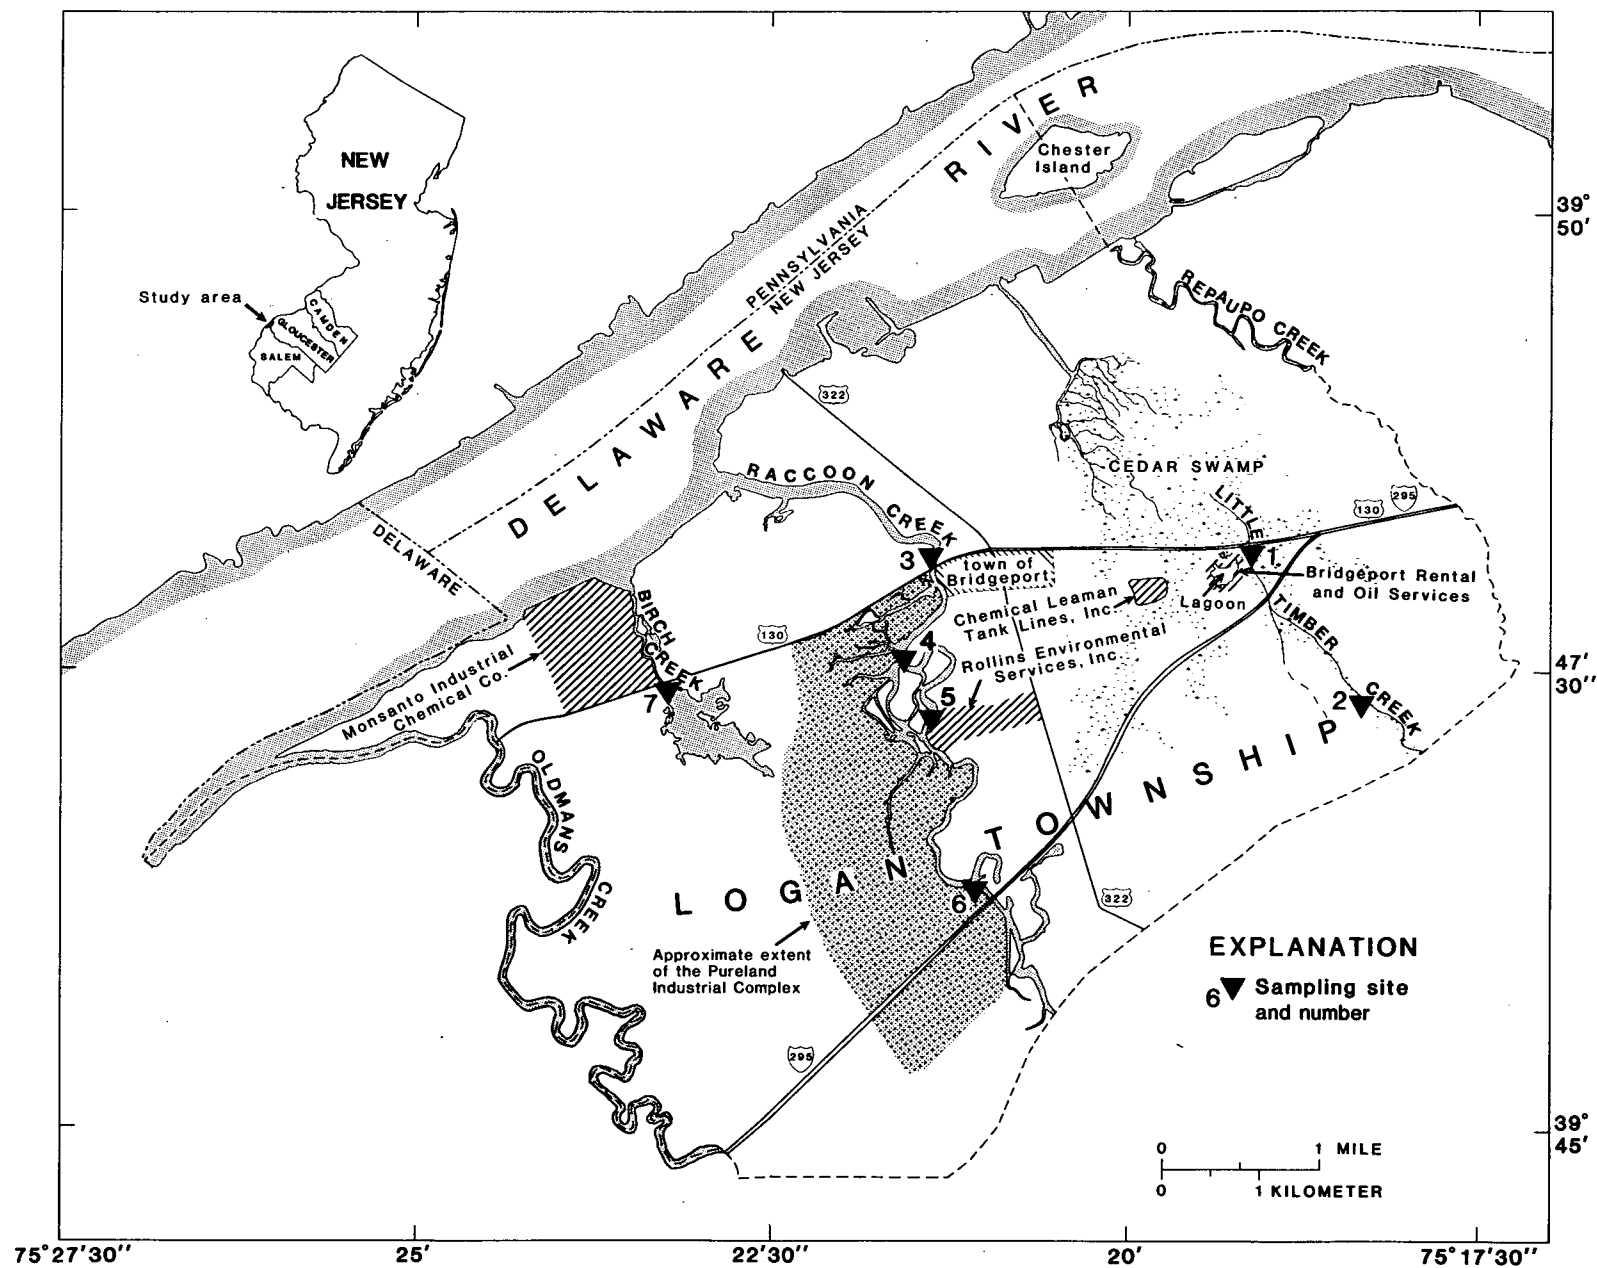 NEW
JERSEY
Study area
CAMDEN
GLOUCESTER
SALEM
RIVER
Chester
Island
39°
50'
PENNSYLVANIA
NEW JERSEY
REPAUPO CREEK
DELAWARE
322
RACCOON CREEK
CEDAR SWAMP
LITTLE
130
295
DELAWARE
3
town of
Bridgeport
1
Bridgeport Rental
and Oil Services
Lagoon
Chemical Leaman
Tank Lines, Inc.
BIRCH
CREEK
130
TIMBER
CREEK
4
Rollins Environmental
Services, Inc.
47'
30''
Monsanto Industrial
Chemical Co.
7
5
2
OLDMANS
CREEK
LOGAN TOWNSHIP
6
322
Approximate extent
of the Pureland
Industrial Complex
EXPLANATION
6 Sampling site
and number
295
39°
45'
0 1 MILE
0 1 KILOMETER
75°27'30'' 25' 22'30'' 20' 75°17'30''